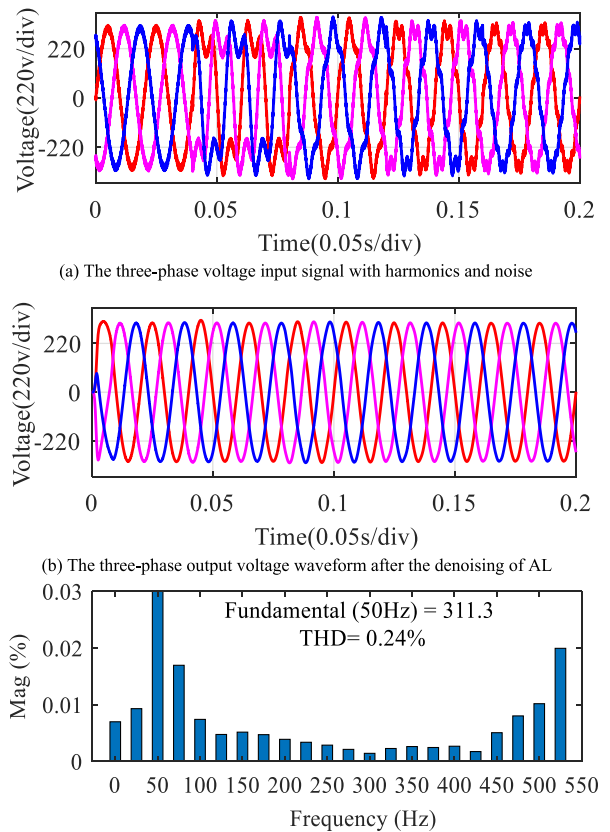 Voltage(220v/div)
220
0
-220
0 0.05 0.1 0.15 0.2
Time(0.05s/div)
(a) The three-phase voltage input signal with harmonics and noise
Voltage(220v/div)
220
0
-220
0 0.05 0.1 0.15 0.2
Time(0.05s/div)
(b) The three-phase output voltage waveform after the denoising of AL
Mag (%)
0.03
0.02
0.01
0
Fundamental (50Hz) = 311.3
THD= 0.24%
0 50 100 150 200 250 300 350 400 450 500 550
Frequency (Hz)